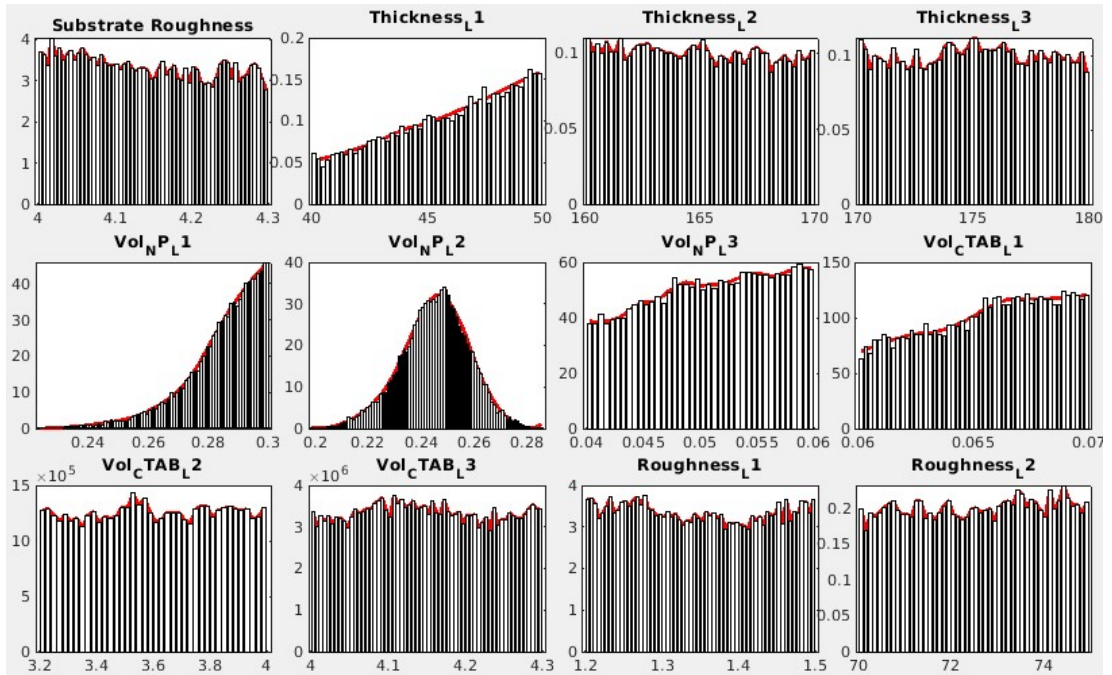 Substrate Roughness
Thickness_L1
Thickness_L2
Thickness_L3
4
3
2
1
0
4 4.1 4.2 4.3
0.2
0.15
0.1
0.05
0
40 45 50
0.1
0.05
0
160 165 170
0.1
0.05
0
170 175 180
Vol_NP_L1
Vol_NP_L2
Vol_NP_L3
Vol_CTAB_L1
40
30
20
10
0
0.24 0.26 0.28 0.3
40
30
20
10
0
0.2 0.22 0.24 0.26 0.28
60
40
20
0
0.04 0.045 0.05 0.055 0.06
150
100
50
0
0.06 0.065 0.07
Vol_CTAB_L2
Vol_CTAB_L3
Roughness_L1
Roughness_L2
×10^5
15
10
5
0
3.2 3.4 3.6 3.8 4
×10^6
4
3
2
1
0
4 4.1 4.2 4.3
4
3
2
1
0
1.2 1.3 1.4 1.5
0.2
0.15
0.1
0.05
0
70 72 74